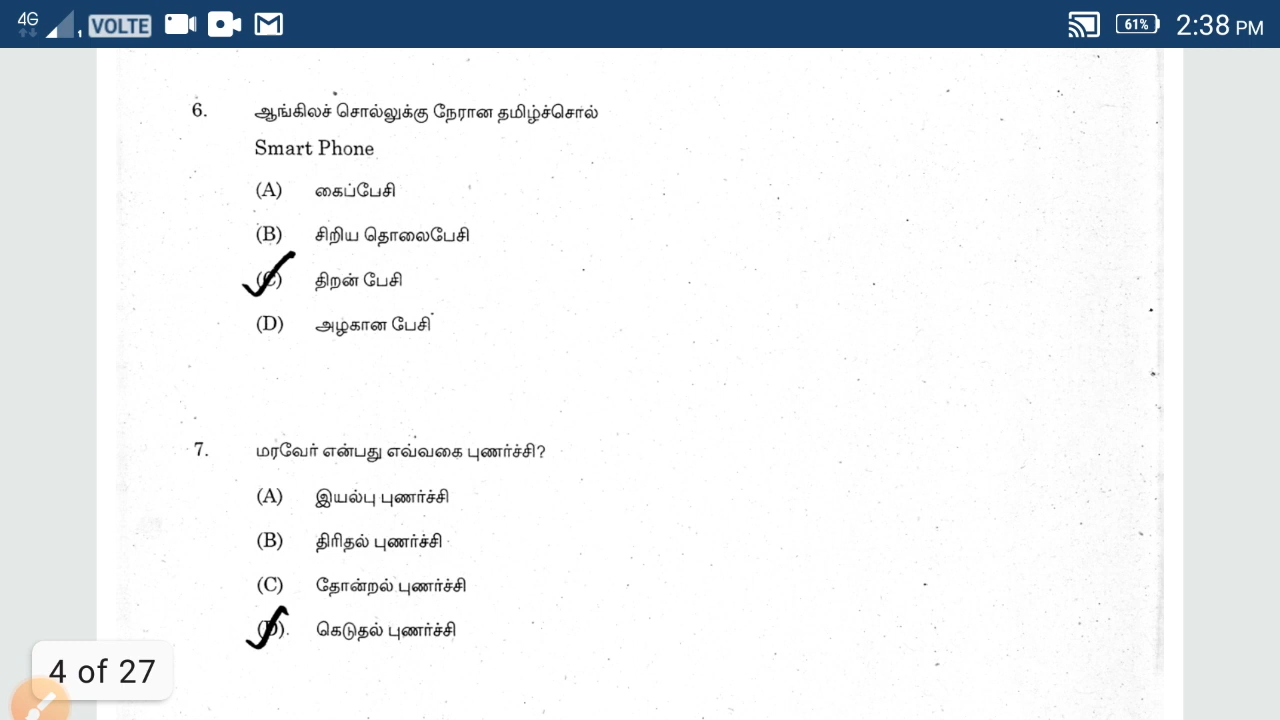 4G
1 VOLTE
61% 2:38 PM
6. ஆங்கிலச் சொல்லுக்கு நேரான தமிழ்ச்சொல்
Smart Phone
(A) கைப்பேசி
(B) சிறிய தொலைபேசி
(C) திறன் பேசி
(D) அழகான பேசி
7. மரவேர் என்பது எவ்வகை புணர்ச்சி?
(A) இயல்பு புணர்ச்சி
(B) திரிதல் புணர்ச்சி
(C) தோன்றல் புணர்ச்சி
(D). கெடுதல் புணர்ச்சி
4 of 27